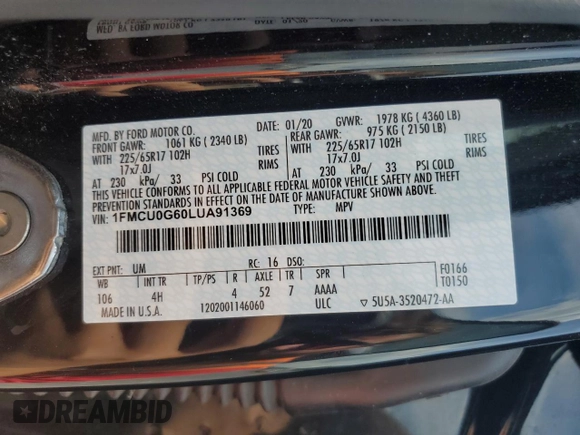 MFD. BY FORD MOTOR CO.
DATE: 01/20 GVWR: 1978 KG ( 4360 LB)
FRONT GAWR: 1061 KG ( 2340 LB) REAR GAWR: 975 KG ( 2150 LB)
WITH 225/65R17 102H TIRES WITH 225/65R17 102H TIRES
17x7.0J RIMS 17x7.0J RIMS
AT 230 kPa/ 33 PSI COLD AT 230 kPa/ 33 PSI COLD
THIS VEHICLE CONFORMS TO ALL APPLICABLE FEDERAL MOTOR VEHICLE SAFETY AND THEFT
PREVENTION STANDARDS IN EFFECT ON THE DATE OF MANUFACTURE SHOWN ABOVE.
VIN: 1FMCU0G60LUA91369 TYPE: MPV
EXT PNT: UM RC: 16 DSO: F0166
WB INT TR TP/PS R AXLE TR SPR T0150
106 4H 4 52 7 AAAA
MADE IN U.S.A. 1202001146060 ULC ▽ 5U5A-3520472-AA
DREAMBID